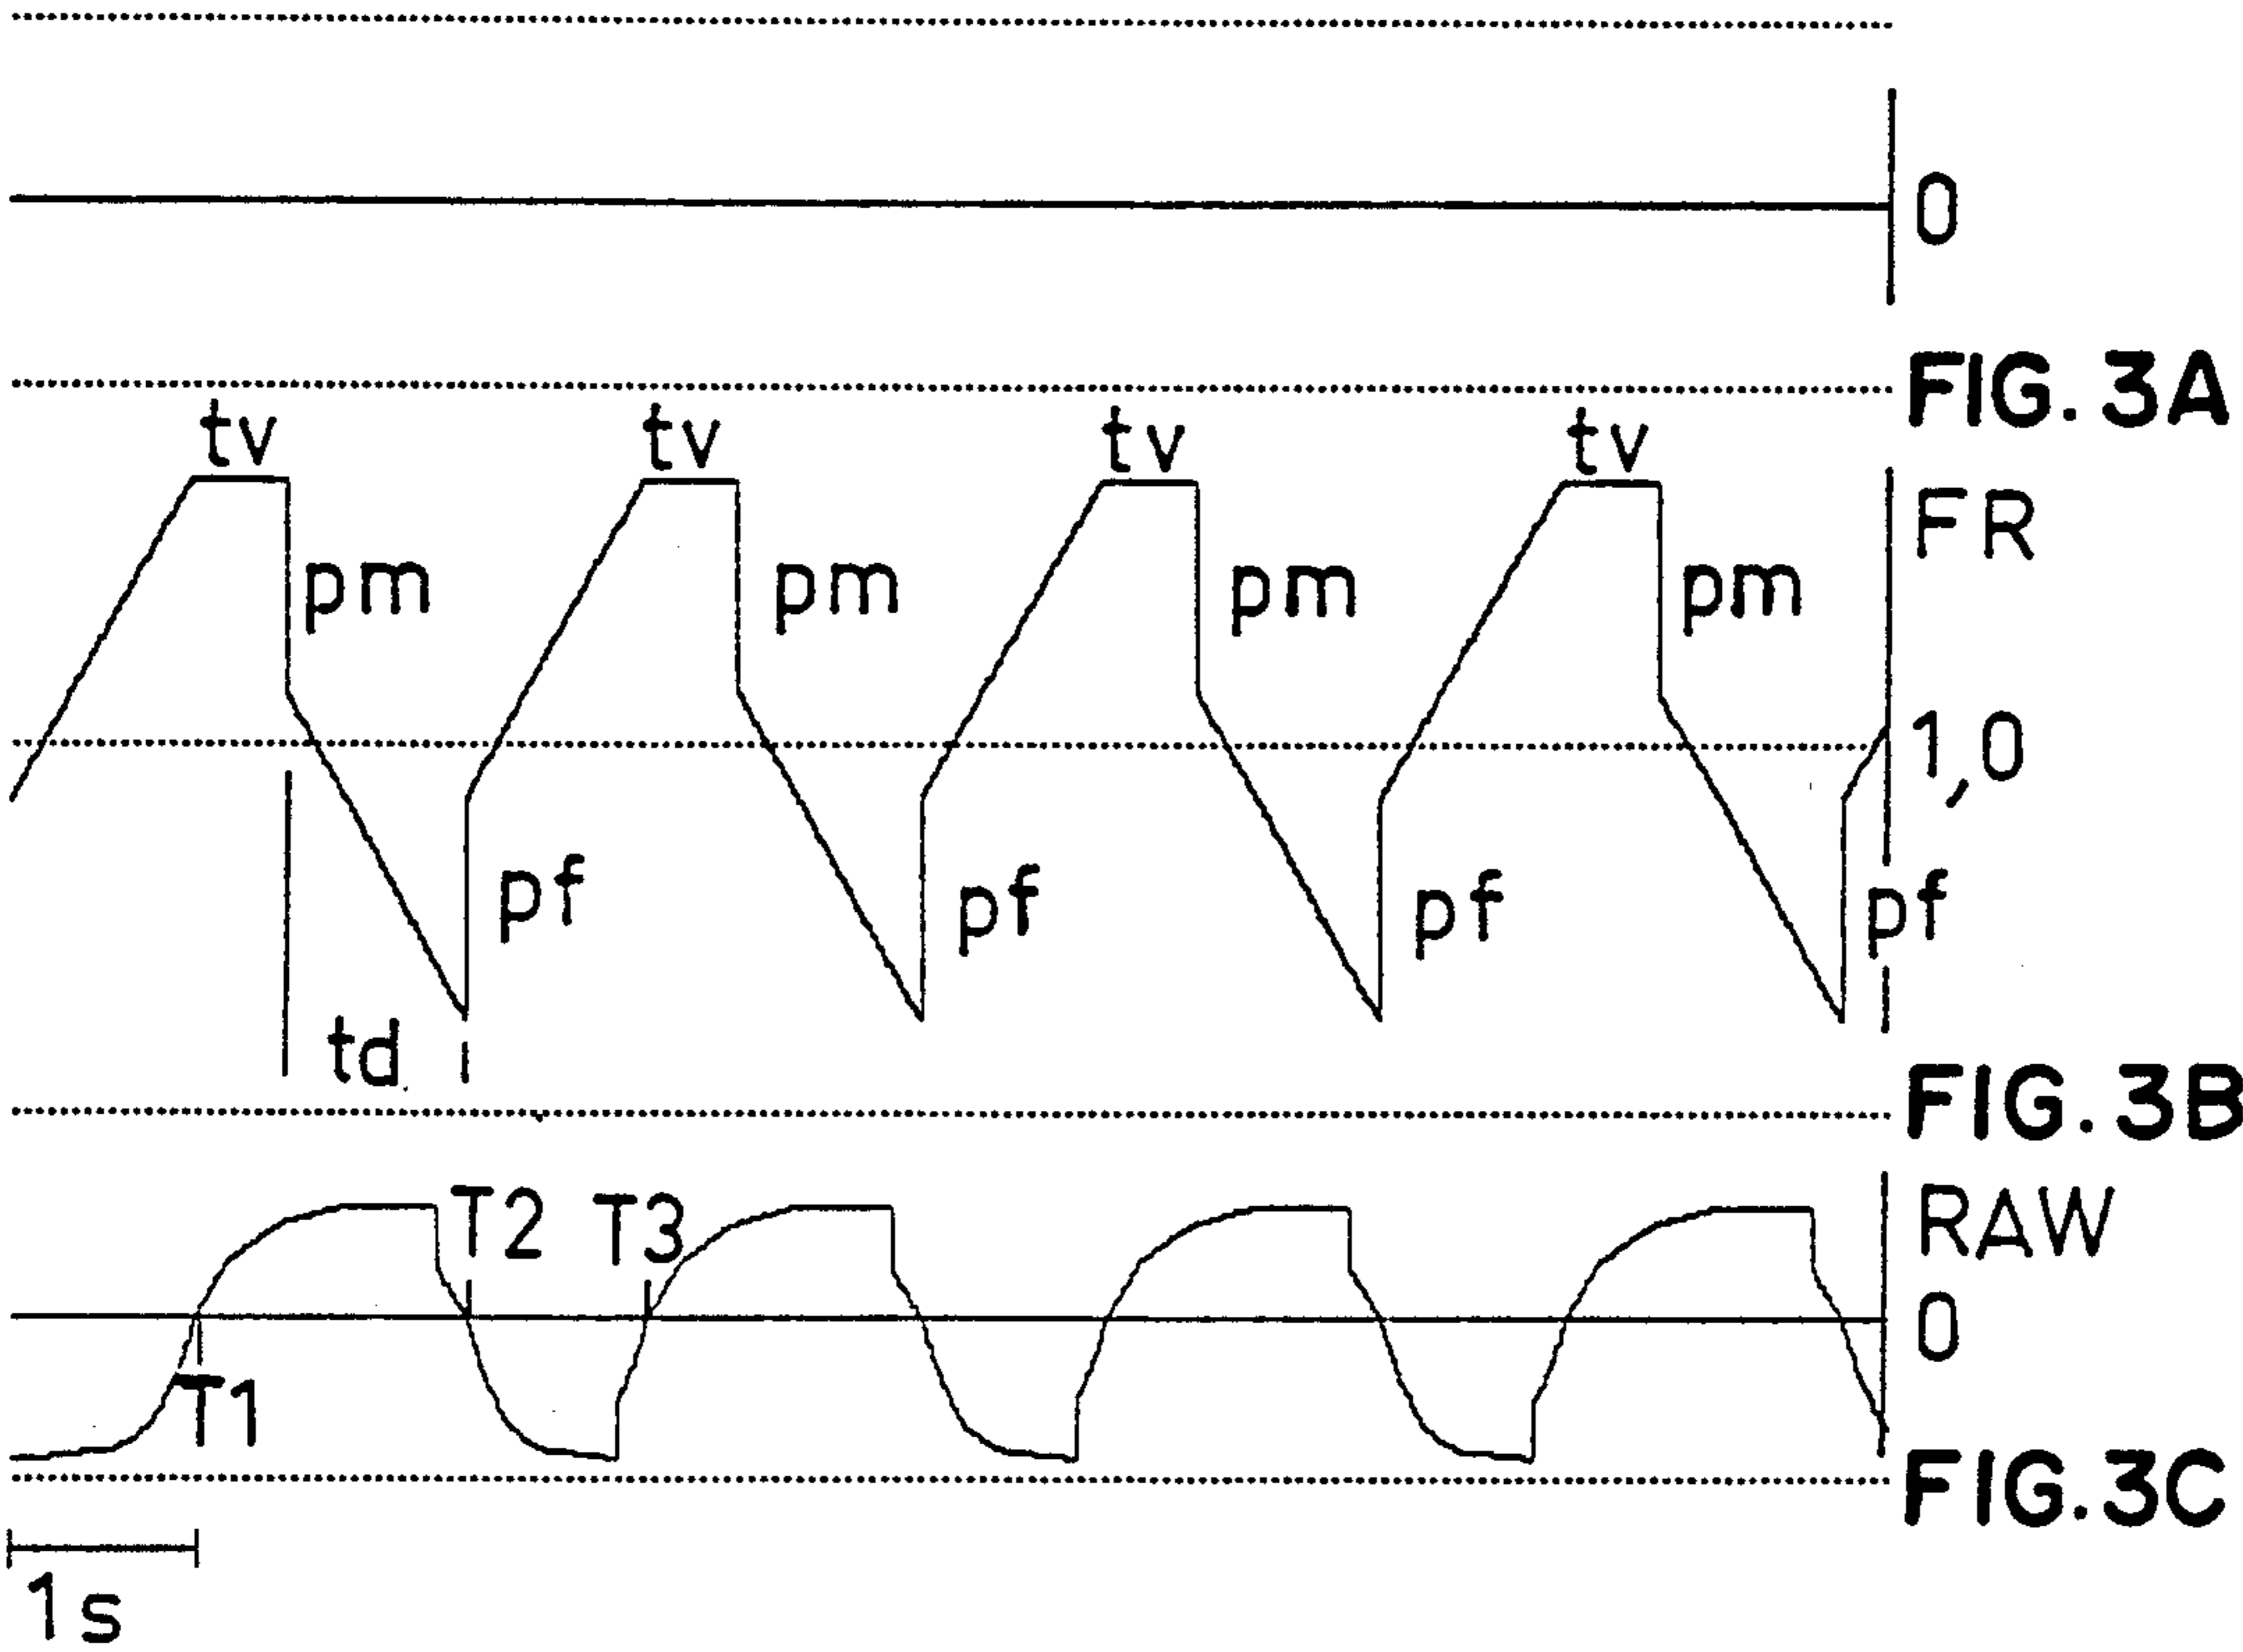 0
FIG. 3A
tv tv tv tv
FR
pm pm pm pm
1,0
pf pf pf pf
td
FIG. 3B
T2 T3
RAW
0
T1
FIG. 3C
1s